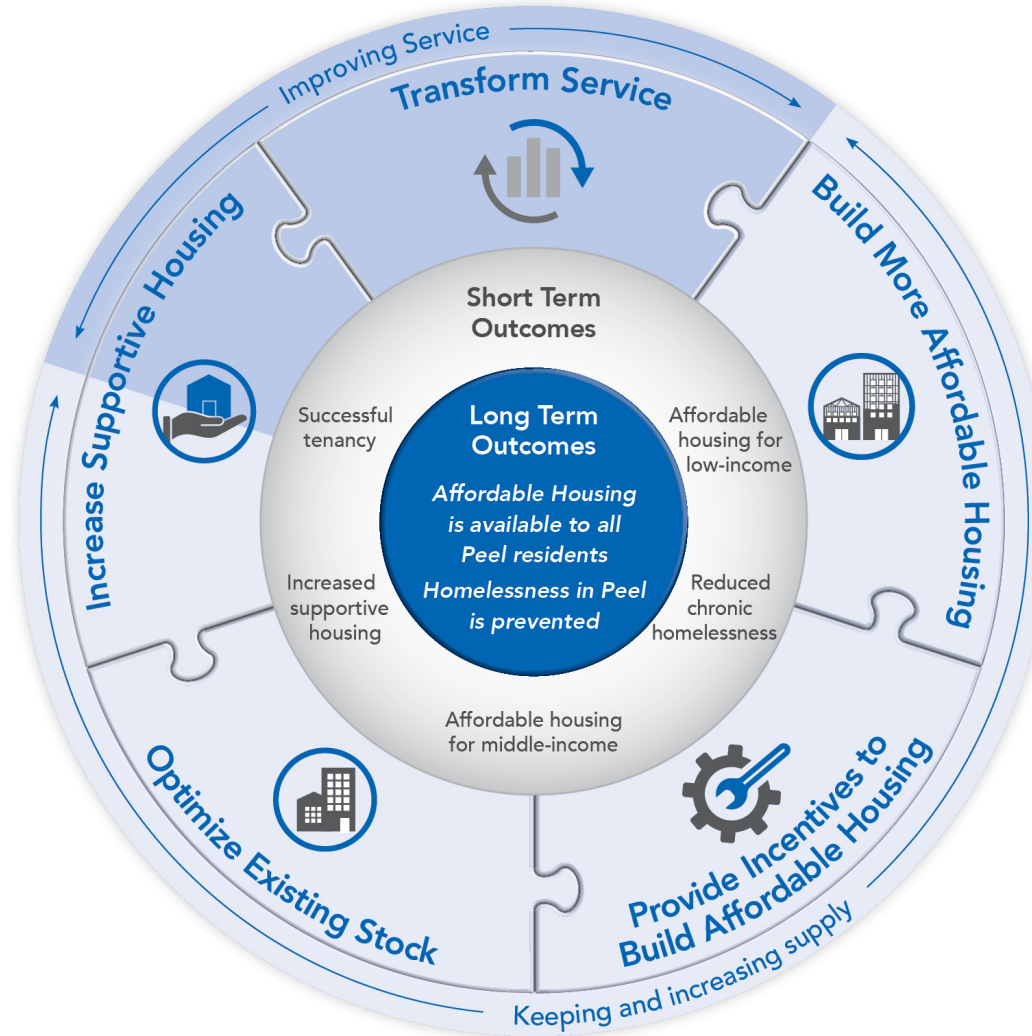 Improving Service
Transform Service
Build More Affordable Housing
Provide Incentives to
Build Affordable Housing
Keeping and increasing supply
Optimize Existing Stock
Increase Supportive Housing
Short Term
Outcomes
Successful
tenancy
Affordable
housing for
low-income
Increased
supportive
housing
Reduced
chronic
homelessness
Affordable housing
for middle-income
Long Term
Outcomes
Affordable Housing
is available to all
Peel residents
Homelessness in Peel
is prevented